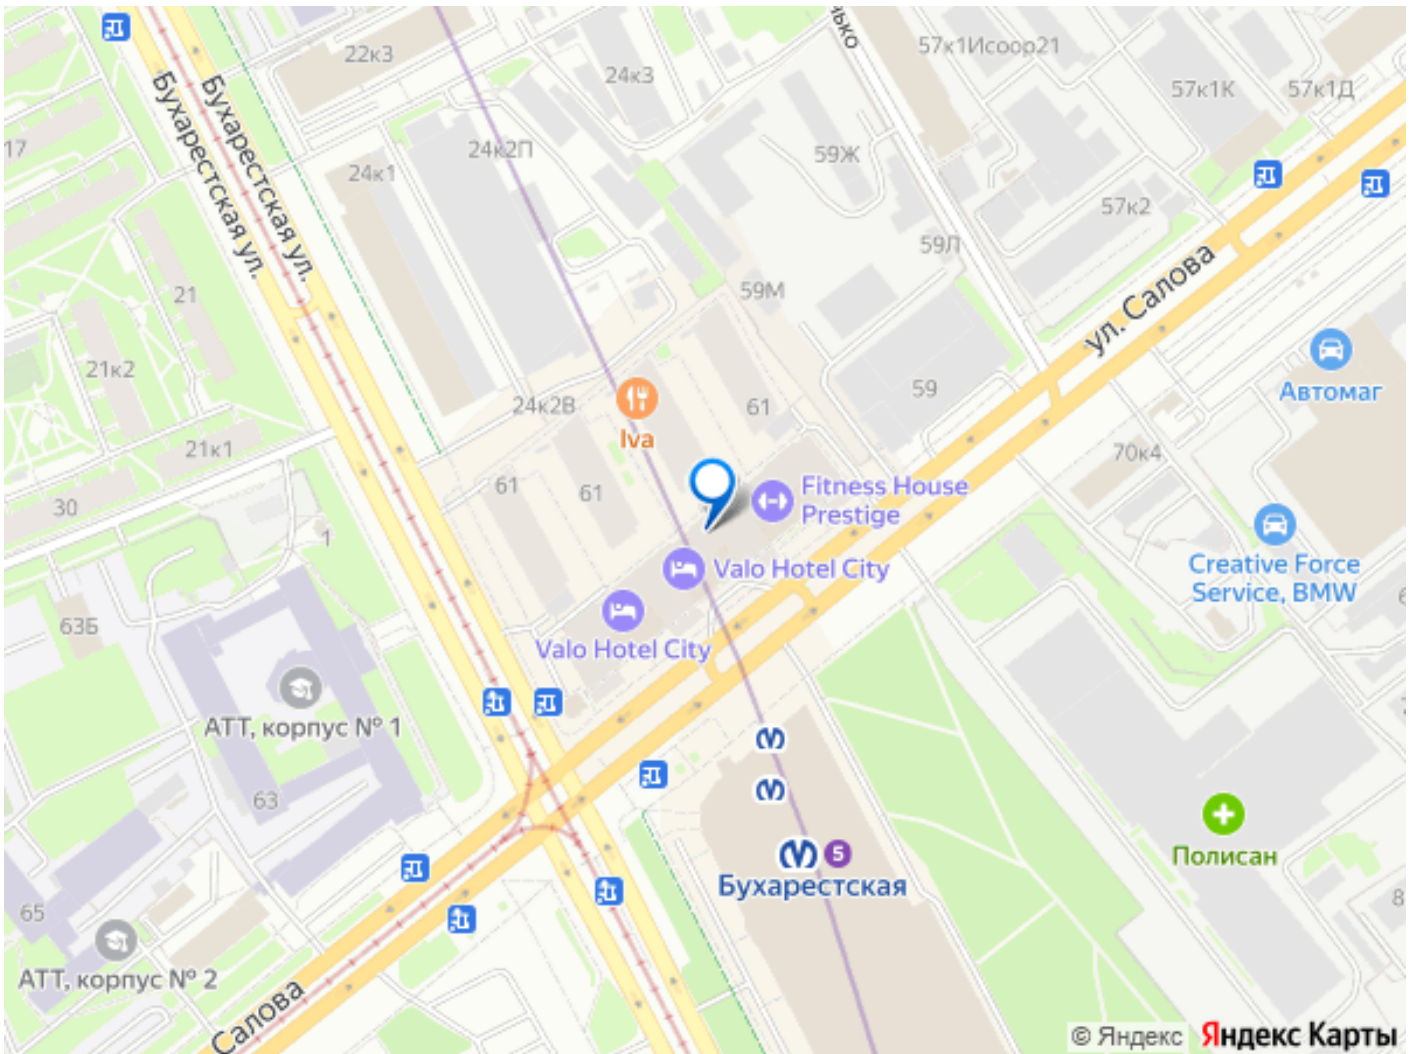 22к3
24к3
57к1Исоор21
57к1К
57к1Д
Бухарестская ул.
Бухарестская ул.
17
24к1
24к2П
59Ж
57к2
59Л
ул. Салова
59М
21
21к2
Автомаг
59
24к2В
61
Iva
21к1
70к4
61
61
Fitness House
Prestige
30
1
Creative Force
Service, BMW
Valo Hotel City
63Б
Valo Hotel City
АТТ, корпус № 1
63
5
Бухарестская
Полисан
65
АТТ, корпус № 2
Салова
© Яндекс Яндекс Карты